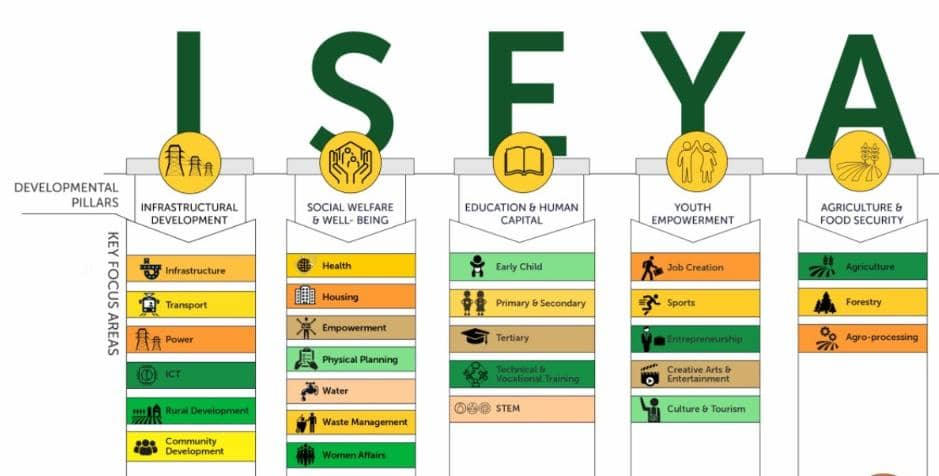 I S E Y A
DEVELOPMENTAL
PILLARS
INFRASTRUCTURAL
DEVELOPMENT
SOCIAL WELFARE
& WELL- BEING
EDUCATION & HUMAN
CAPITAL
YOUTH
EMPOWERMENT
AGRICULTURE &
FOOD SECURITY
KEY FOCUS AREAS
Infrastructure
Transport
Power
ICT
Rural Development
Community
Development
Health
Housing
Empowerment
Physical Planning
Water
Waste Management
Women Affairs
Early Child
Primary & Secondary
Tertiary
Technical &
Vocational Training
STEM
Job Creation
Sports
Entrepreneurship
Creative Arts &
Entertainment
Culture & Tourism
Agriculture
Forestry
Agro-processing